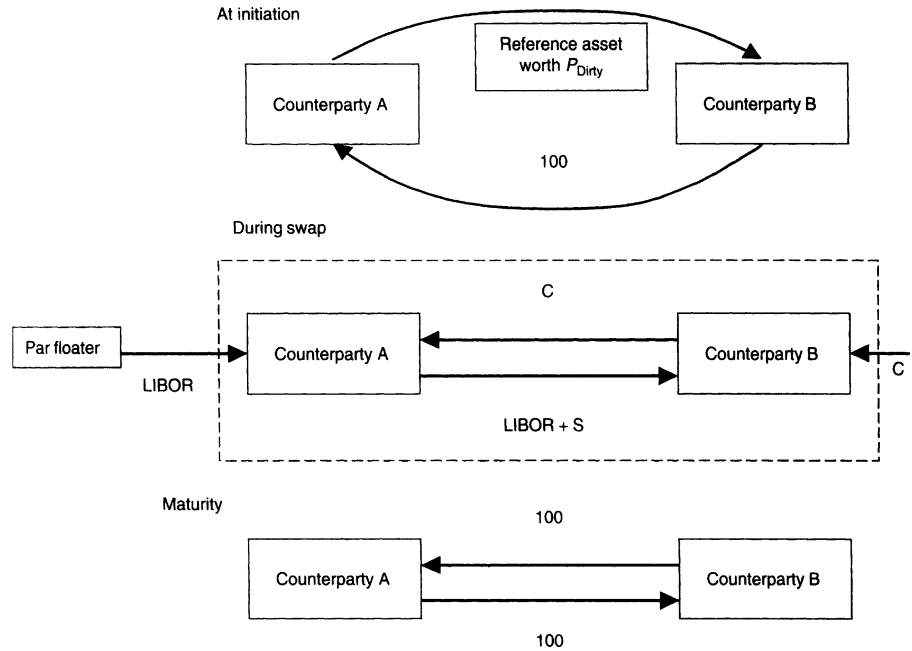 At initiation
Reference asset
worth P_Dirty
Counterparty A
Counterparty B
100
During swap
C
Par floater
Counterparty A
Counterparty B
LIBOR
C
LIBOR + S
Maturity
100
Counterparty A
Counterparty B
100